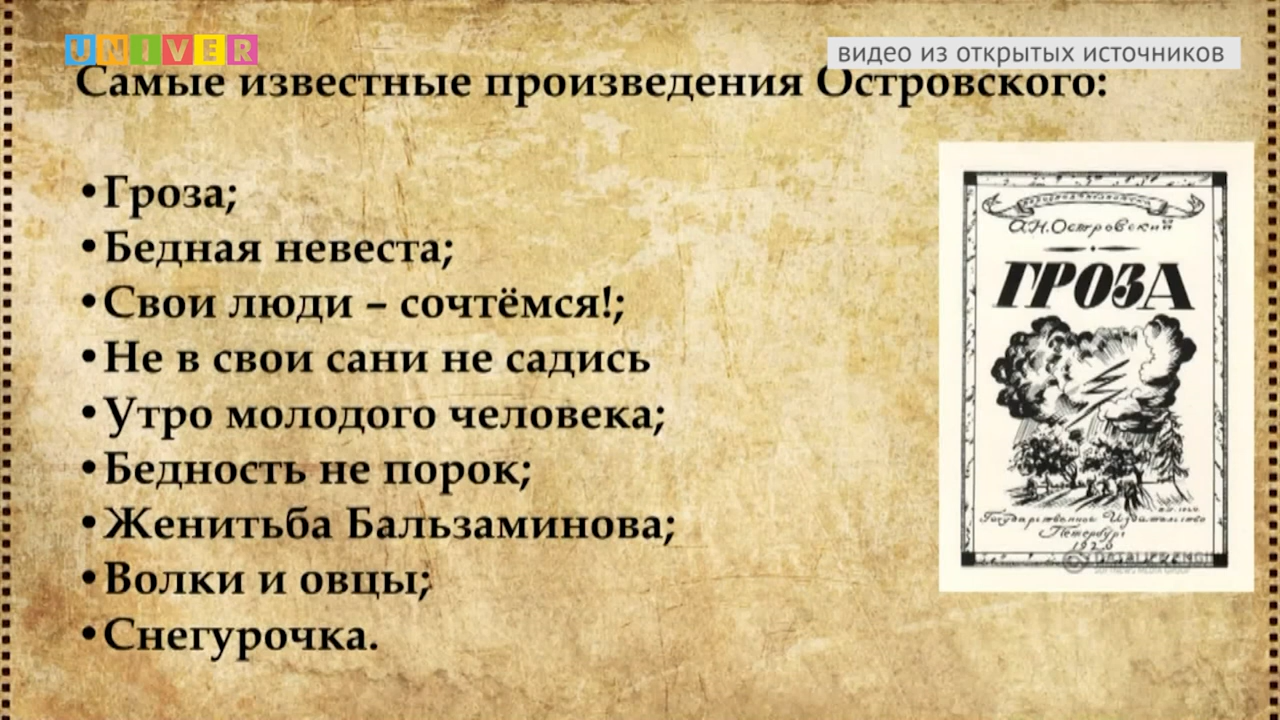 UNIVER
видео из открытых источников
Самые известные произведения Островского:
•Гроза;
•Бедная невеста;
•Свои люди – сочтёмся!;
•Не в свои сани не садись
•Утро молодого человека;
•Бедность не порок;
•Женитьба Бальзаминова;
•Волки и овцы;
•Снегурочка.
А.Н.Островский
ГРОЗА
Государственное Издательство
Петербург
1920